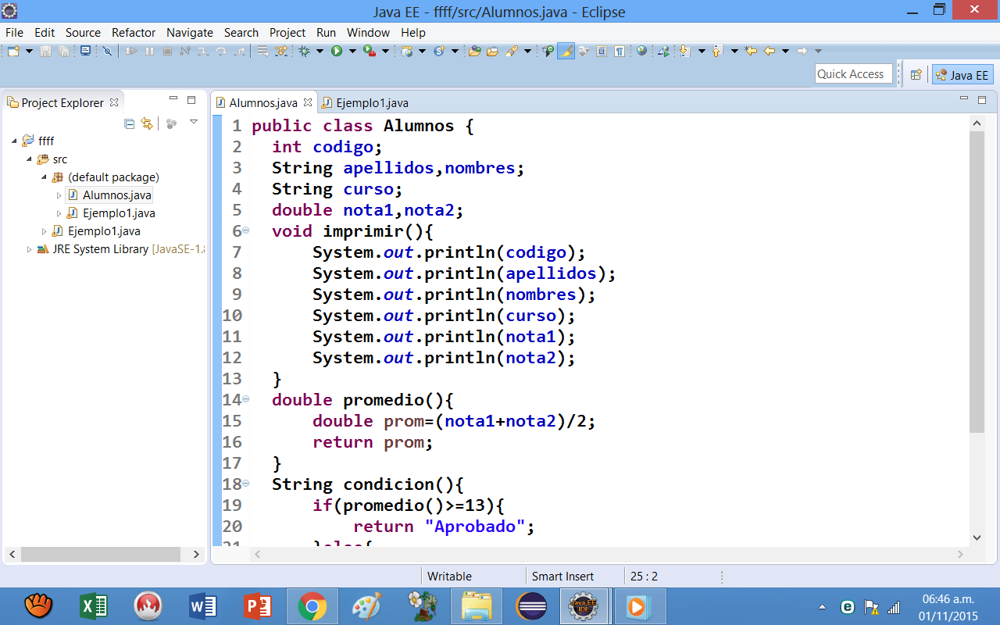 Java EE - ffff/src/Alumnos.java - Eclipse
File Edit Source Refactor Navigate Search Project Run Window Help
Quick Access
Java EE
Project Explorer
Alumnos.java
Ejemplo1.java
ffff
src
(default package)
Alumnos.java
Ejemplo1.java
Ejemplo1.java
JRE System Library [JavaSE-1.8
1 public class Alumnos {
2 int codigo;
3 String apellidos,nombres;
4 String curso;
5 double nota1,nota2;
6 void imprimir(){
7 System.out.println(codigo);
8 System.out.println(apellidos);
9 System.out.println(nombres);
10 System.out.println(curso);
11 System.out.println(nota1);
12 System.out.println(nota2);
13 }
14 double promedio(){
15 double prom=(nota1+nota2)/2;
16 return prom;
17 }
18 String condicion(){
19 if(promedio()>=13){
20 return "Aprobado";
21 }else{
Writable
Smart Insert
25 : 2
Java EE
IDE
06:46 a.m.
01/11/2015